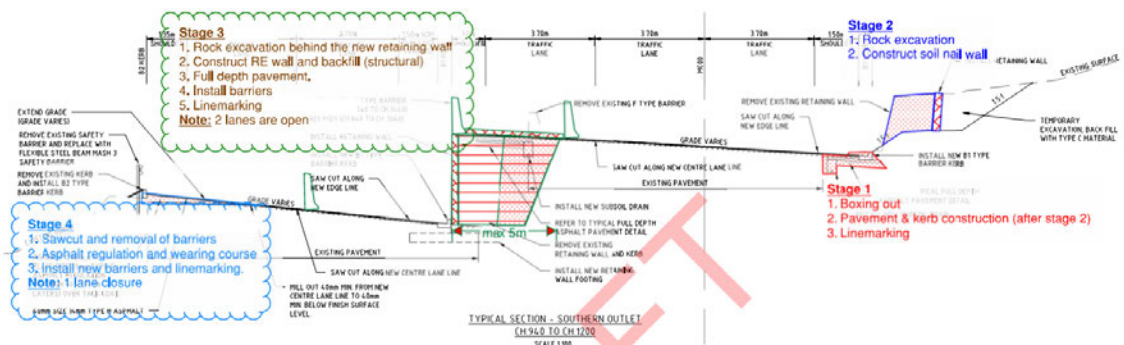 Stage 3
1. Rock excavation behind the new retaining wall
2. Construct RE wall and backfill (structural)
3. Full depth pavement.
4. Install barriers
5. Linemarking
Note: 2 lanes are open
Stage 2
1. Rock excavation
2. Construct soil nail wall
3.70m
TRAFFIC
LANE
3.70m
TRAFFIC
LANE
3.70m
TRAFFIC
LANE
B2 KERB
MC00
RETAINING WALL
EXISTING SURFACE
1.5:1
EXTEND GRADE
(GRADE VARIES)
REMOVE EXISTING SAFETY
BARRIER AND REPLACE WITH
FLEXIBLE STEEL BEAM MASH 3
SAFETY BARRIER
REMOVE EXISTING KERB
AND INSTALL B2 TYPE
BARRIER KERB
REMOVE EXISTING F TYPE BARRIER
REMOVE EXISTING RETAINING WALL
SAW CUT ALONG
NEW EDGE LINE
TEMPORARY
EXCAVATION, BACK FILL
WITH TYPE C MATERIAL
GRADE VARIES
SAW CUT ALONG NEW CENTRE LANE LINE
INSTALL NEW B1 TYPE
BARRIER KERB
EXISTING PAVEMENT
SAW CUT ALONG
NEW EDGE LINE
GRADE VARIES
INSTALL NEW SUBSOIL DRAIN
REFER TO TYPICAL FULL DEPTH
ASPHALT PAVEMENT DETAIL
max 5m
REMOVE EXISTING
RETAINING WALL AND KERB
INSTALL NEW RETAINING
WALL FOOTING
Stage 1
1. Boxing out
2. Pavement & kerb construction (after stage 2)
3. Linemarking
Stage 4
1. Sawcut and removal of barriers
2. Asphalt regulation and wearing course
3. Install new barriers and linemarking.
Note: 1 lane closure
EXISTING PAVEMENT
SAW CUT ALONG NEW CENTRE LANE LINE
MILL OUT 40mm MIN. FROM NEW
CENTRE LANE LINE TO 40mm
MIN. BELOW FINISH SURFACE
LEVEL
TYPICAL SECTION - SOUTHERN OUTLET
CH 940 TO CH 1200
SCALE 1:100